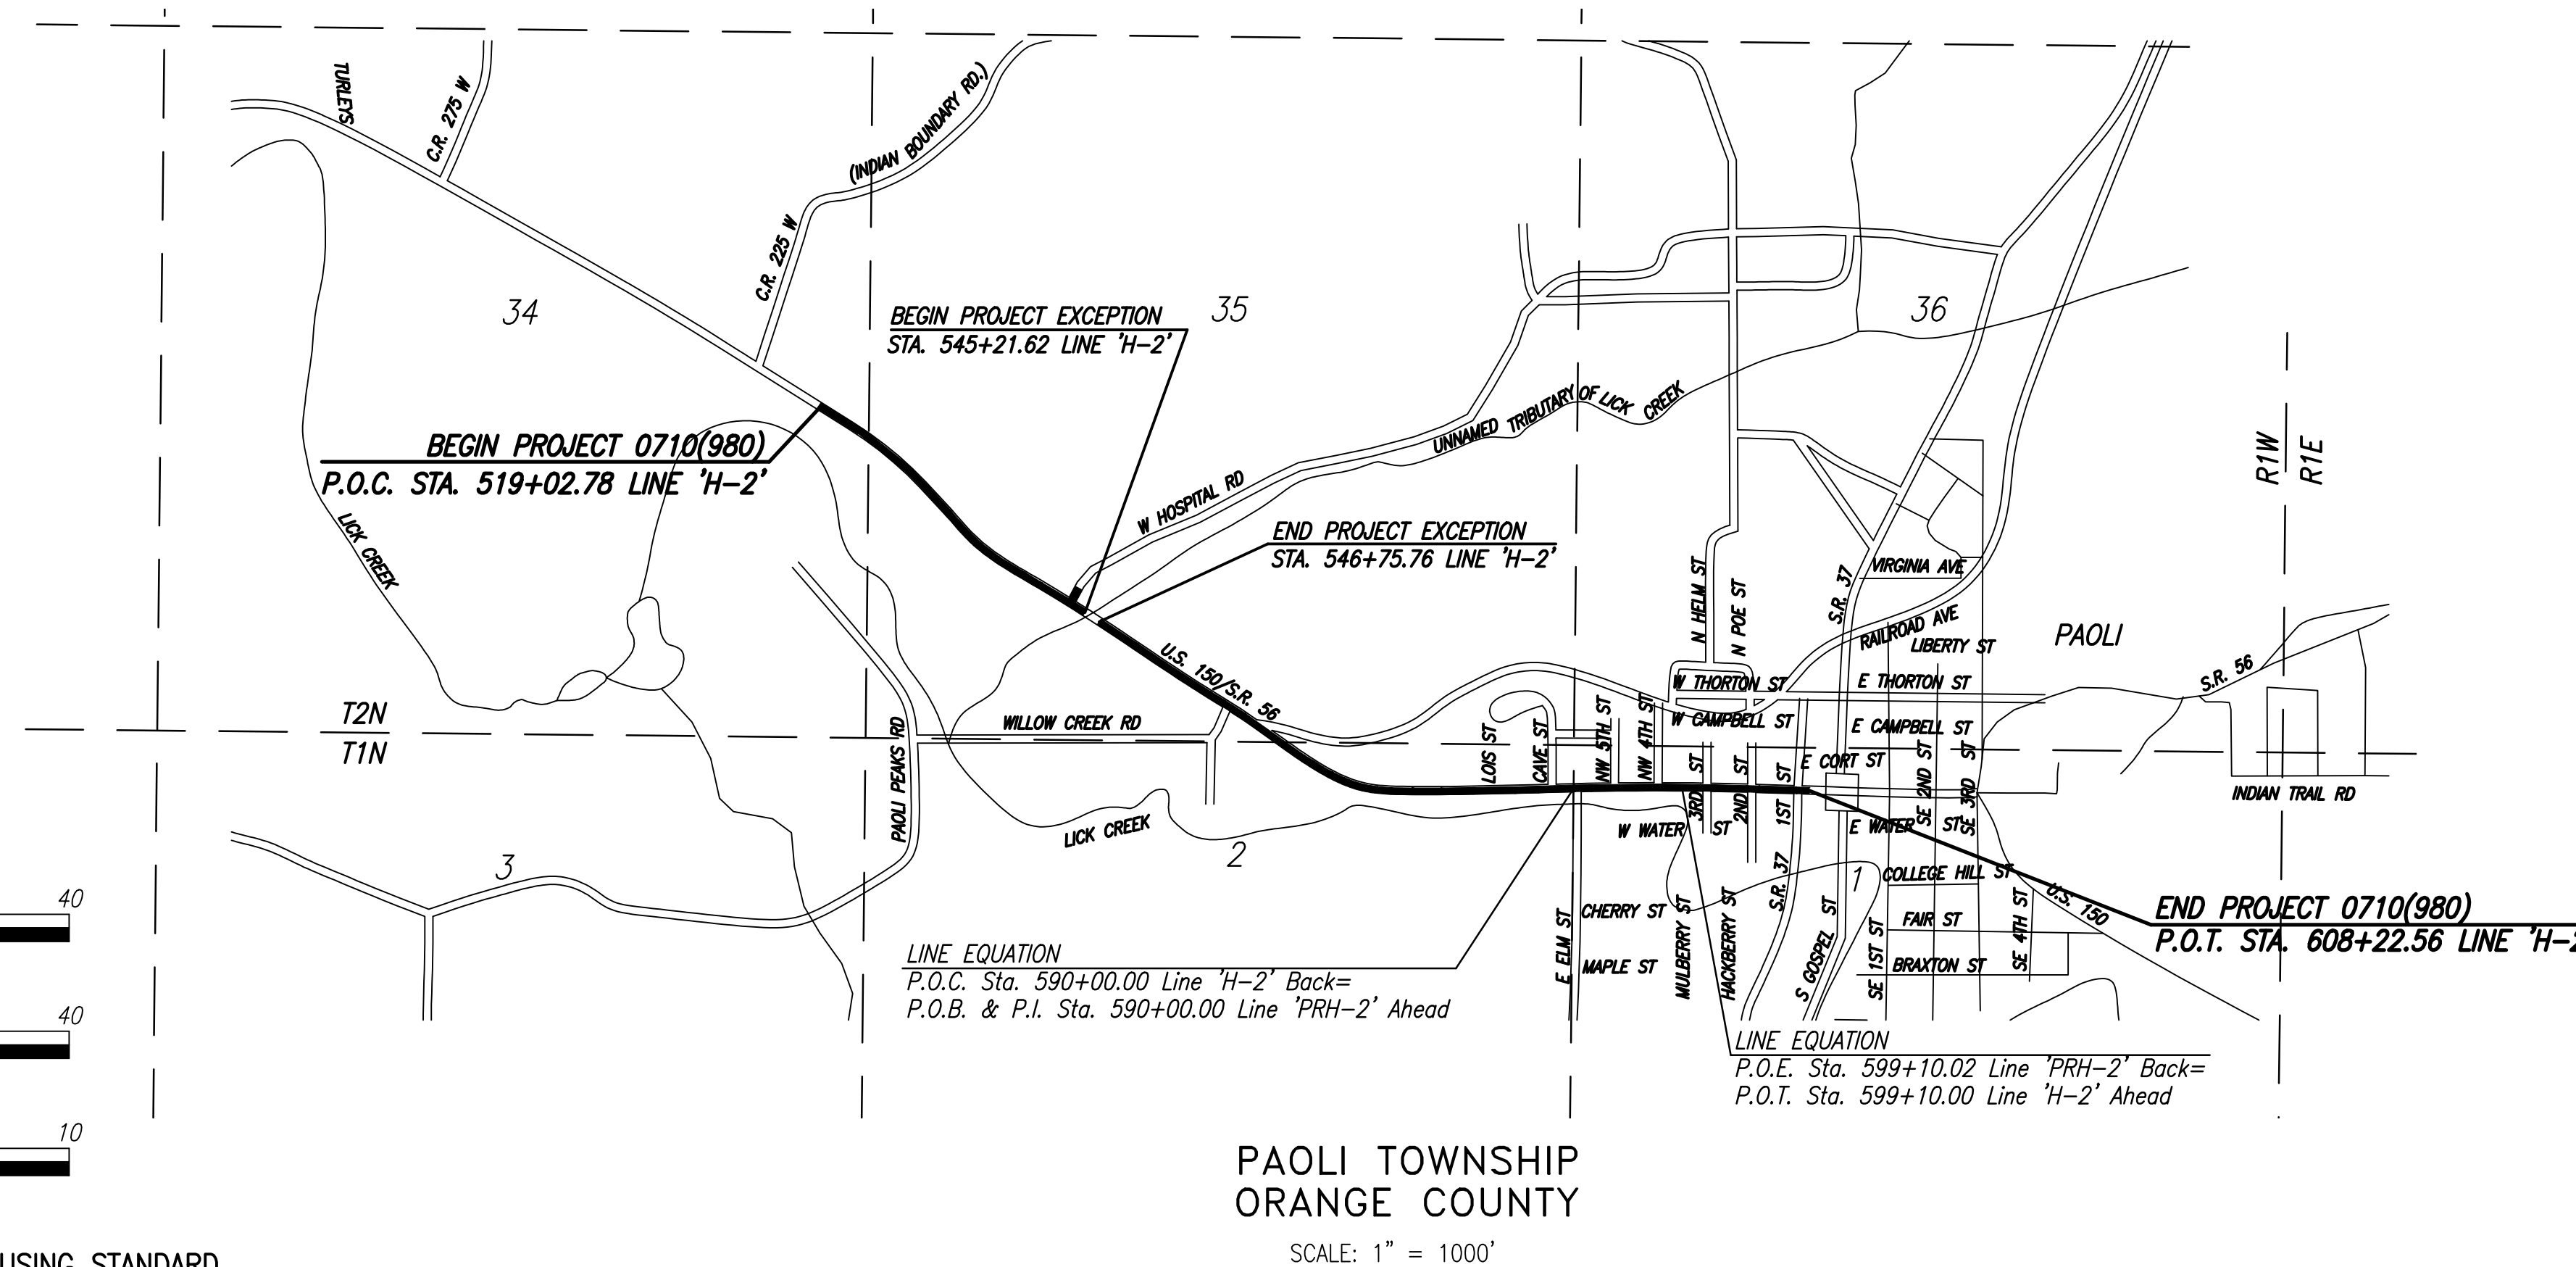 TURLEYS
C.R. 275 W
(INDIAN BOUNDARY RD.)
C.R. 225 W
34
35
36
BEGIN PROJECT EXCEPTION
STA. 545+21.62 LINE 'H-2'
BEGIN PROJECT 0710(980)
P.O.C. STA. 519+02.78 LINE 'H-2'
LICK CREEK
UNNAMED TRIBUTARY OF LICK CREEK
W HOSPITAL RD
END PROJECT EXCEPTION
STA. 546+75.76 LINE 'H-2'
R1W
R1E
N HELM ST
N POE ST
S.R. 37
VIRGINIA AVE
RAILROAD AVE
LIBERTY ST
PAOLI
S.R. 56
U.S. 150/S.R. 56
W THORTON ST
E THORTON ST
T2N
T1N
PAOLI PEAKS RD
WILLOW CREEK RD
W CAMPBELL ST
E CAMPBELL ST
LOIS ST
CAVE ST
NW 5TH ST
NW 4TH ST
3RD ST
2ND ST
1ST ST
E CORT ST
SE 2ND ST
SE 3RD ST
INDIAN TRAIL RD
LICK CREEK
W WATER ST
E WATER ST
3
2
1
S.R. 37
COLLEGE HILL ST
U.S. 150
40
E ELM ST
CHERRY ST
MAPLE ST
MULBERRY ST
HACKBERRY ST
S GOSPEL ST
SE 1ST ST
FAIR ST
BRAXTON ST
SE 4TH ST
END PROJECT 0710(980)
P.O.T. STA. 608+22.56 LINE 'H-2
LINE EQUATION
P.O.C. Sta. 590+00.00 Line 'H-2' Back=
P.O.B. & P.I. Sta. 590+00.00 Line 'PRH-2' Ahead
40
LINE EQUATION
P.O.E. Sta. 599+10.02 Line 'PRH-2' Back=
P.O.T. Sta. 599+10.00 Line 'H-2' Ahead
10
PAOLI TOWNSHIP
ORANGE COUNTY
SCALE: 1" = 1000'
USING STANDARD